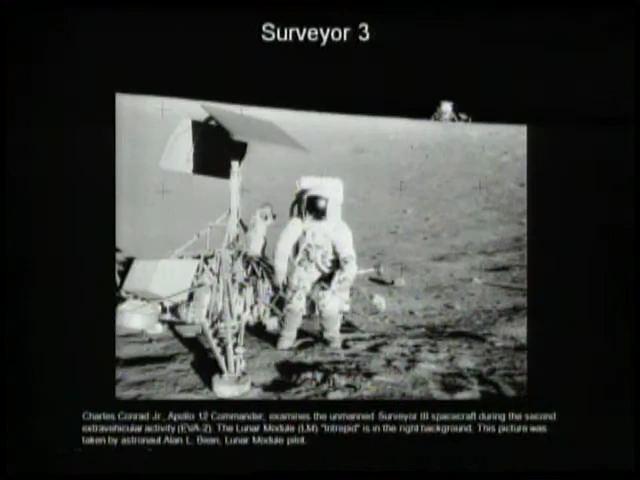 Surveyor 3
Charles Conrad Jr., Apollo 12 Commander, examines the unmanned Surveyor III spacecraft during the second
extravehicular activity (EVA-2). The Lunar Module (LM) "Intrepid" is in the right background. This picture was
taken by astronaut Alan L. Bean, Lunar Module pilot.